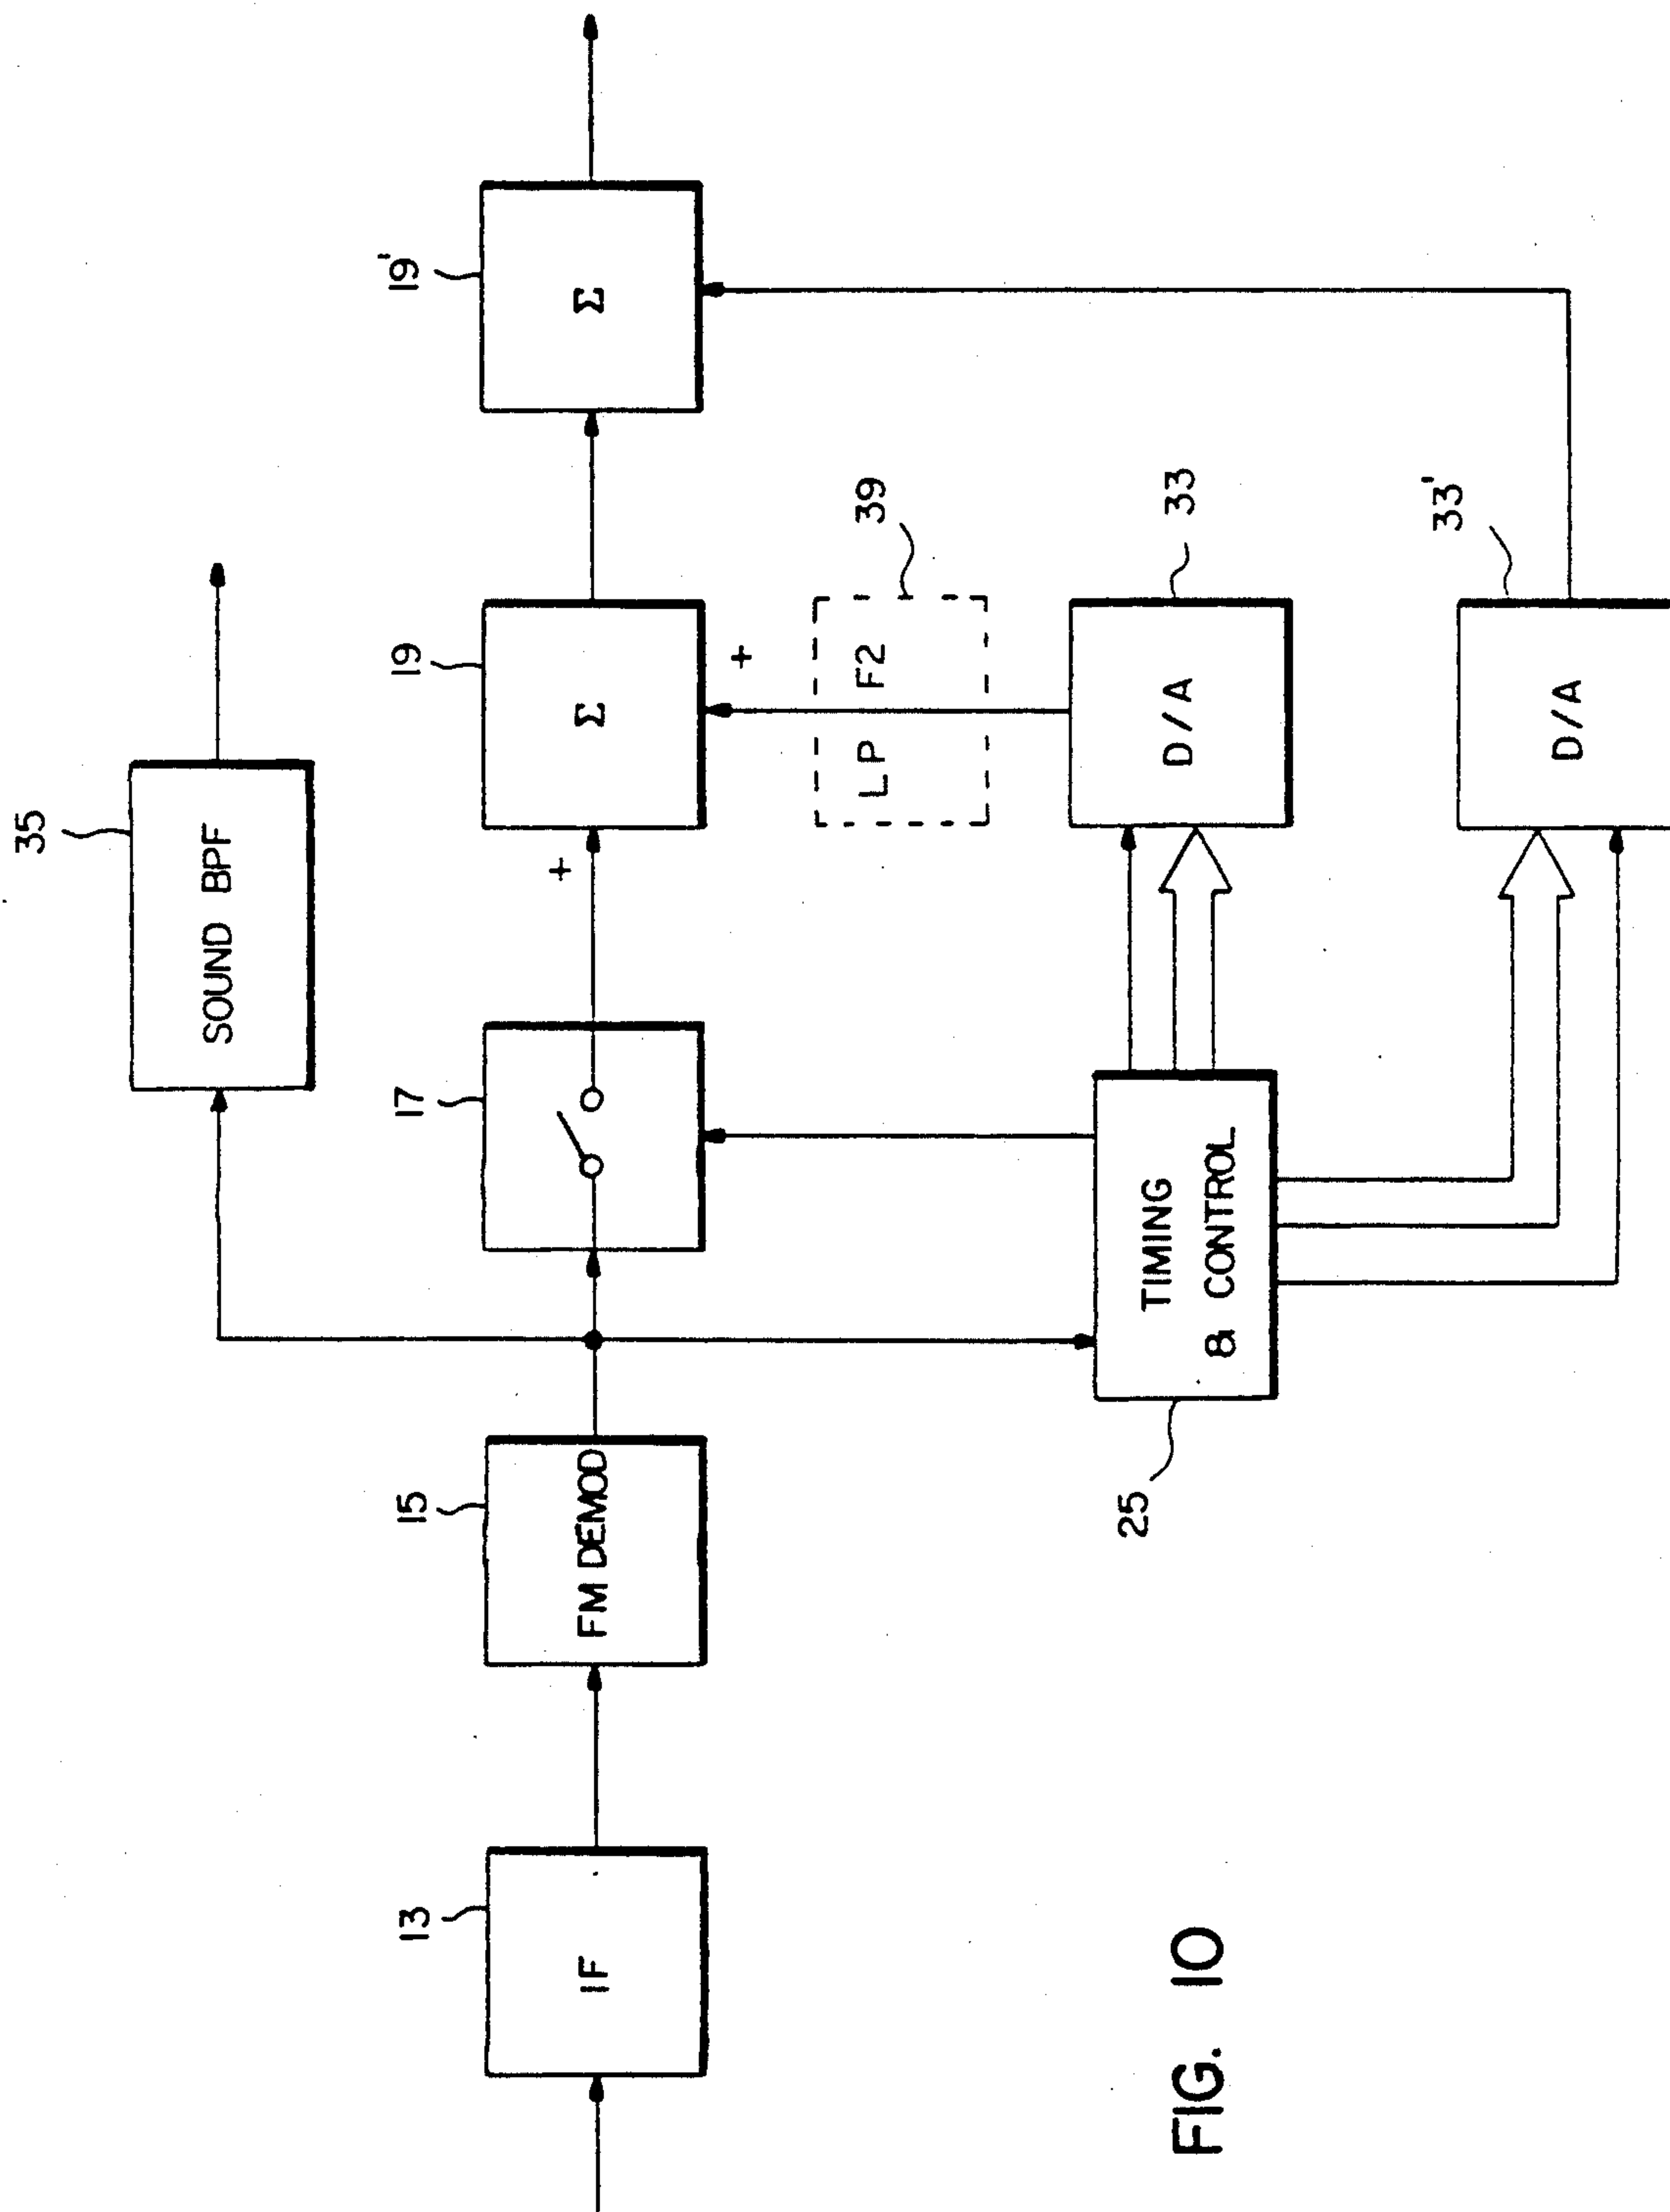 35
SOUND BPF
13
IF
15
FM DEMOD
17
+
19
Σ
+
19'
Σ
LP F2
39
25
TIMING
& CONTROL
D/A
33
D/A
33'
FIG. 10